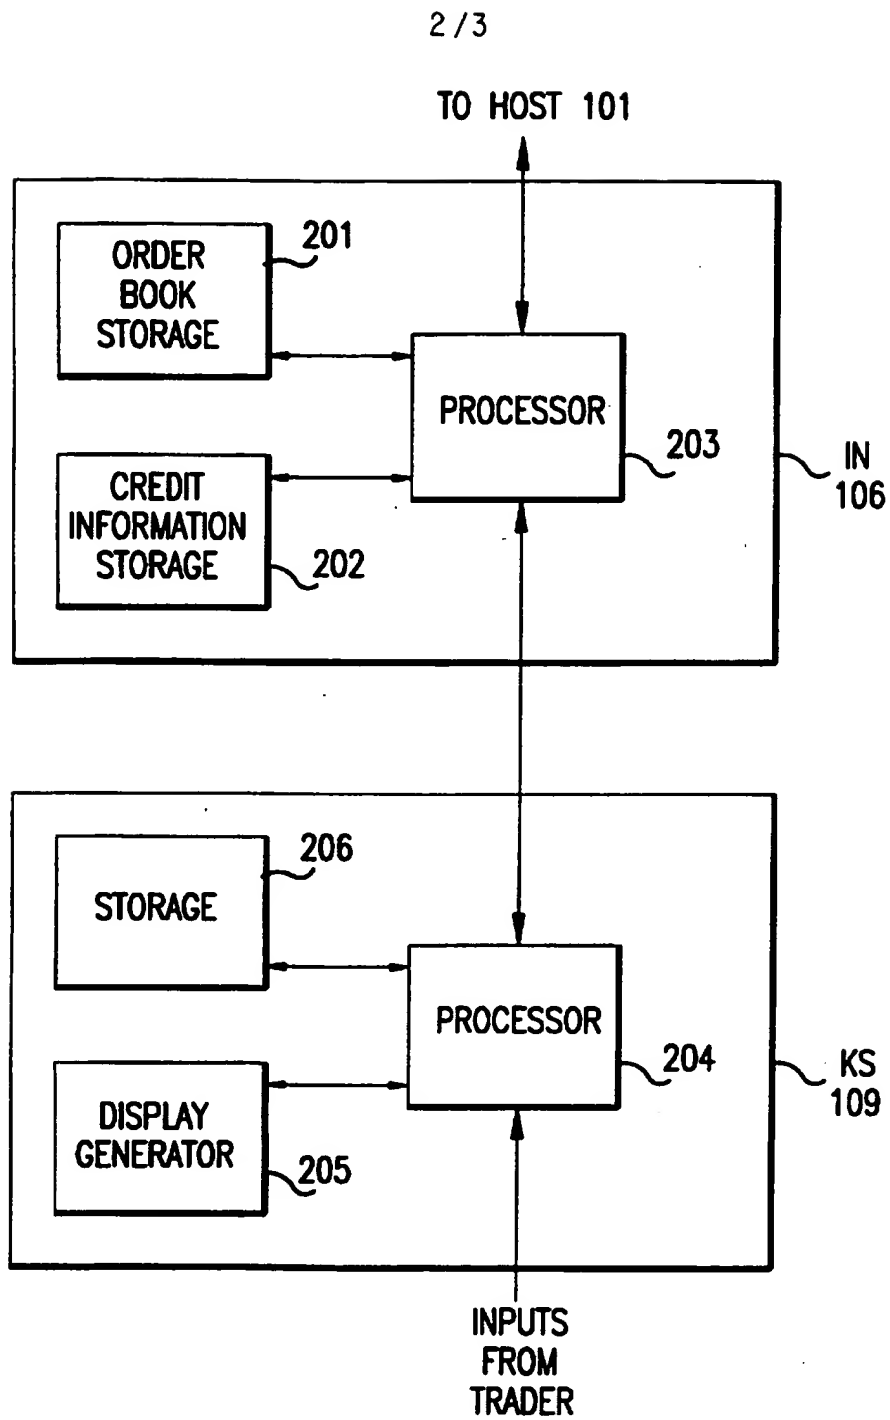 2/3
TO HOST 101
ORDER
BOOK
STORAGE
201
PROCESSOR
203
CREDIT
INFORMATION
STORAGE
202
IN
106
STORAGE
206
PROCESSOR
204
DISPLAY
GENERATOR
205
KS
109
INPUTS
FROM
TRADER